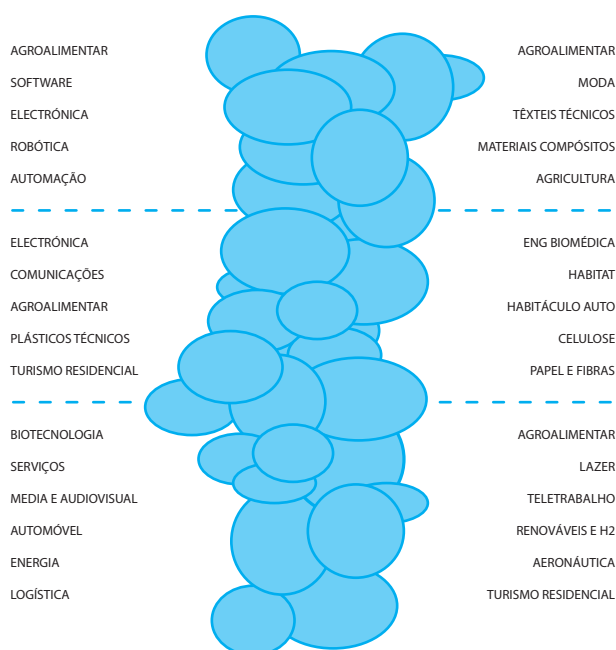 AGROALIMENTAR
SOFTWARE
ELECTRÓNICA
ROBÓTICA
AUTOMAÇÃO
AGROALIMENTAR
MODA
TÊXTEIS TÉCNICOS
MATERIAIS COMPÓSITOS
AGRICULTURA
ELECTRÓNICA
COMUNICAÇÕES
AGROALIMENTAR
PLÁSTICOS TÉCNICOS
TURISMO RESIDENCIAL
ENG BIOMÉDICA
HABITAT
HABITÁCULO AUTO
CELULOSE
PAPEL E FIBRAS
BIOTECNOLOGIA
SERVIÇOS
MEDIA E AUDIOVISUAL
AUTOMÓVEL
ENERGIA
LOGÍSTICA
AGROALIMENTAR
LAZER
TELETRABALHO
RENOVÁVEIS E H2
AERONÁUTICA
TURISMO RESIDENCIAL